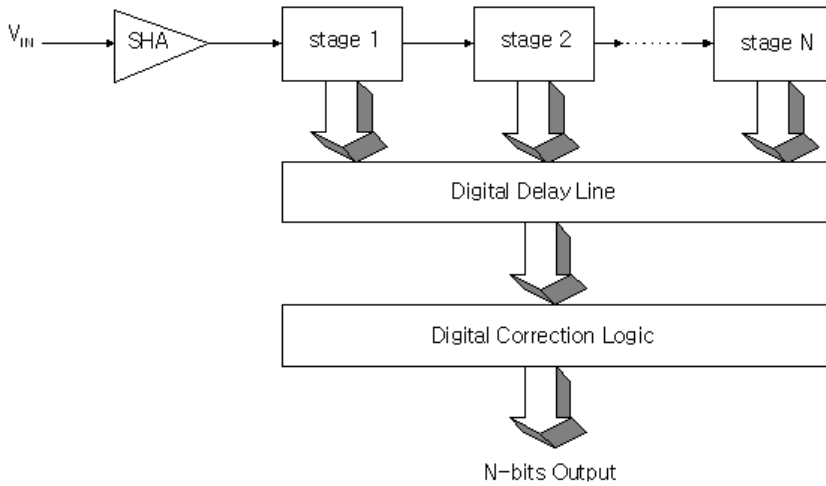 V_IN SHA stage 1 stage 2 stage N
Digital Delay Line
Digital Correction Logic
N-bits Output